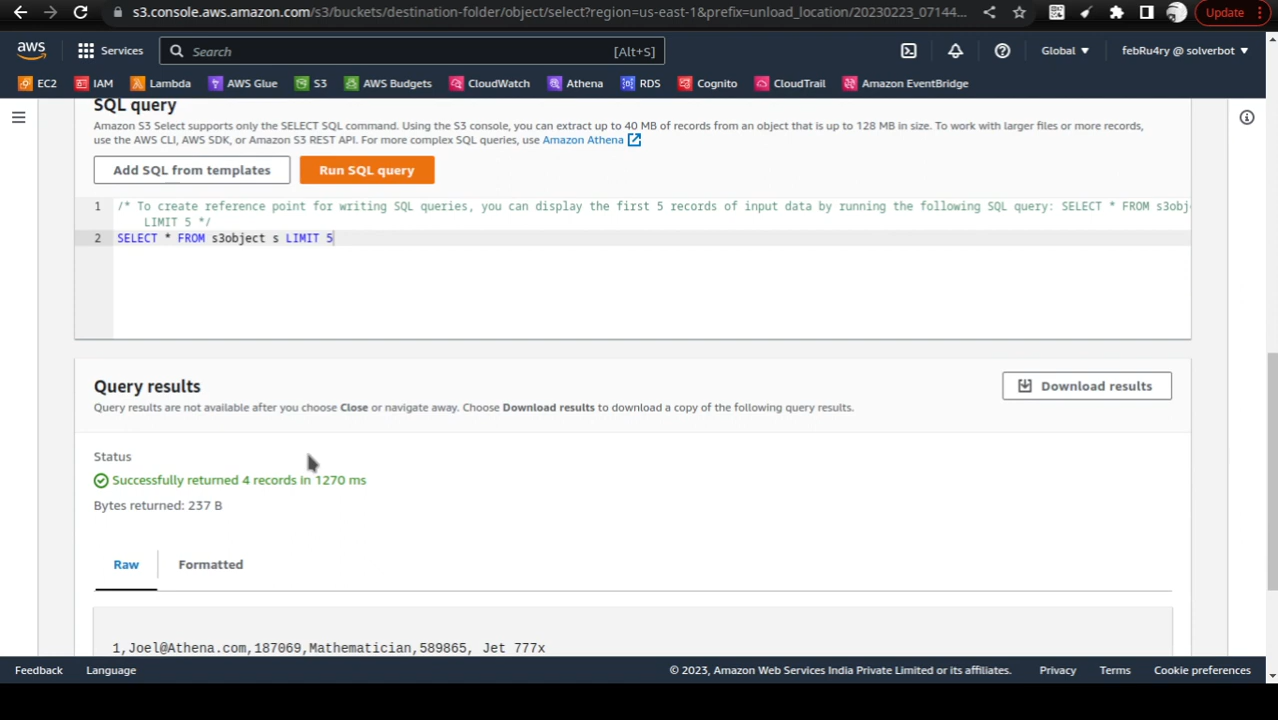 s3.console.aws.amazon.com/s3/buckets/destination-folder/object/select?region=us-east-1&prefix=unload_location/20230223_07144...
Update
aws
Services
Search
[Alt+S]
Global
febRu4ry @ solverbot
EC2
IAM
Lambda
AWS Glue
S3
AWS Budgets
CloudWatch
Athena
RDS
Cognito
CloudTrail
Amazon EventBridge
SQL query
Amazon S3 Select supports only the SELECT SQL command. Using the S3 console, you can extract up to 40 MB of records from an object that is up to 128 MB in size. To work with larger files or more records,
use the AWS CLI, AWS SDK, or Amazon S3 REST API. For more complex SQL queries, use Amazon Athena
Add SQL from templates
Run SQL query
1 /* To create reference point for writing SQL queries, you can display the first 5 records of input data by running the following SQL query: SELECT * FROM s3obj
LIMIT 5 */
2 SELECT * FROM s3object s LIMIT 5
Query results
Download results
Query results are not available after you choose Close or navigate away. Choose Download results to download a copy of the following query results.
Status
Successfully returned 4 records in 1270 ms
Bytes returned: 237 B
Raw
Formatted
1,Joel@Athena.com,187069,Mathematician,589865, Jet 777x
Feedback
Language
© 2023, Amazon Web Services India Private Limited or its affiliates.
Privacy
Terms
Cookie preferences